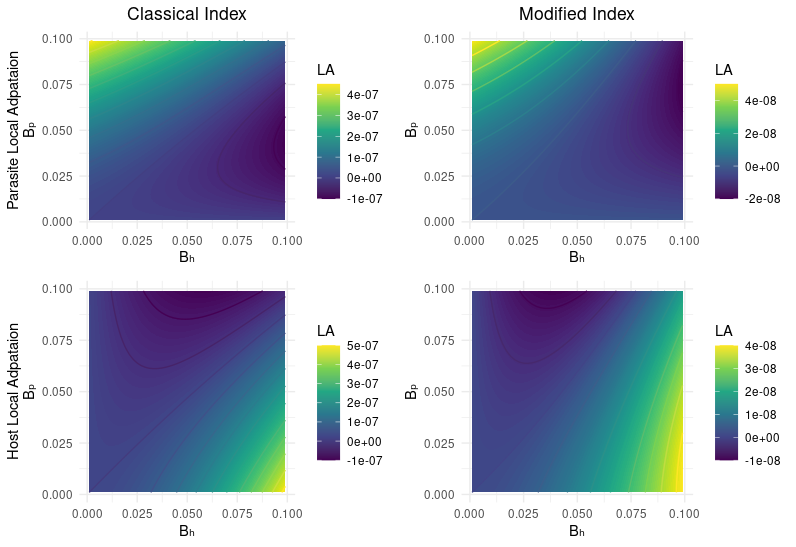 Classical Index
Modified Index
Parasite Local Adpataion
Bₚ
0.100
0.075
0.050
0.025
0.000
0.000 0.025 0.050 0.075 0.100
Bₕ
LA
4e-07
3e-07
2e-07
1e-07
0e+00
-1e-07
Bₚ
0.100
0.075
0.050
0.025
0.000
0.000 0.025 0.050 0.075 0.100
Bₕ
LA
4e-08
2e-08
0e+00
-2e-08
Host Local Adpataion
Bₚ
0.100
0.075
0.050
0.025
0.000
0.000 0.025 0.050 0.075 0.100
Bₕ
LA
5e-07
4e-07
3e-07
2e-07
1e-07
0e+00
-1e-07
Bₚ
0.100
0.075
0.050
0.025
0.000
0.000 0.025 0.050 0.075 0.100
Bₕ
LA
4e-08
3e-08
2e-08
1e-08
0e+00
-1e-08